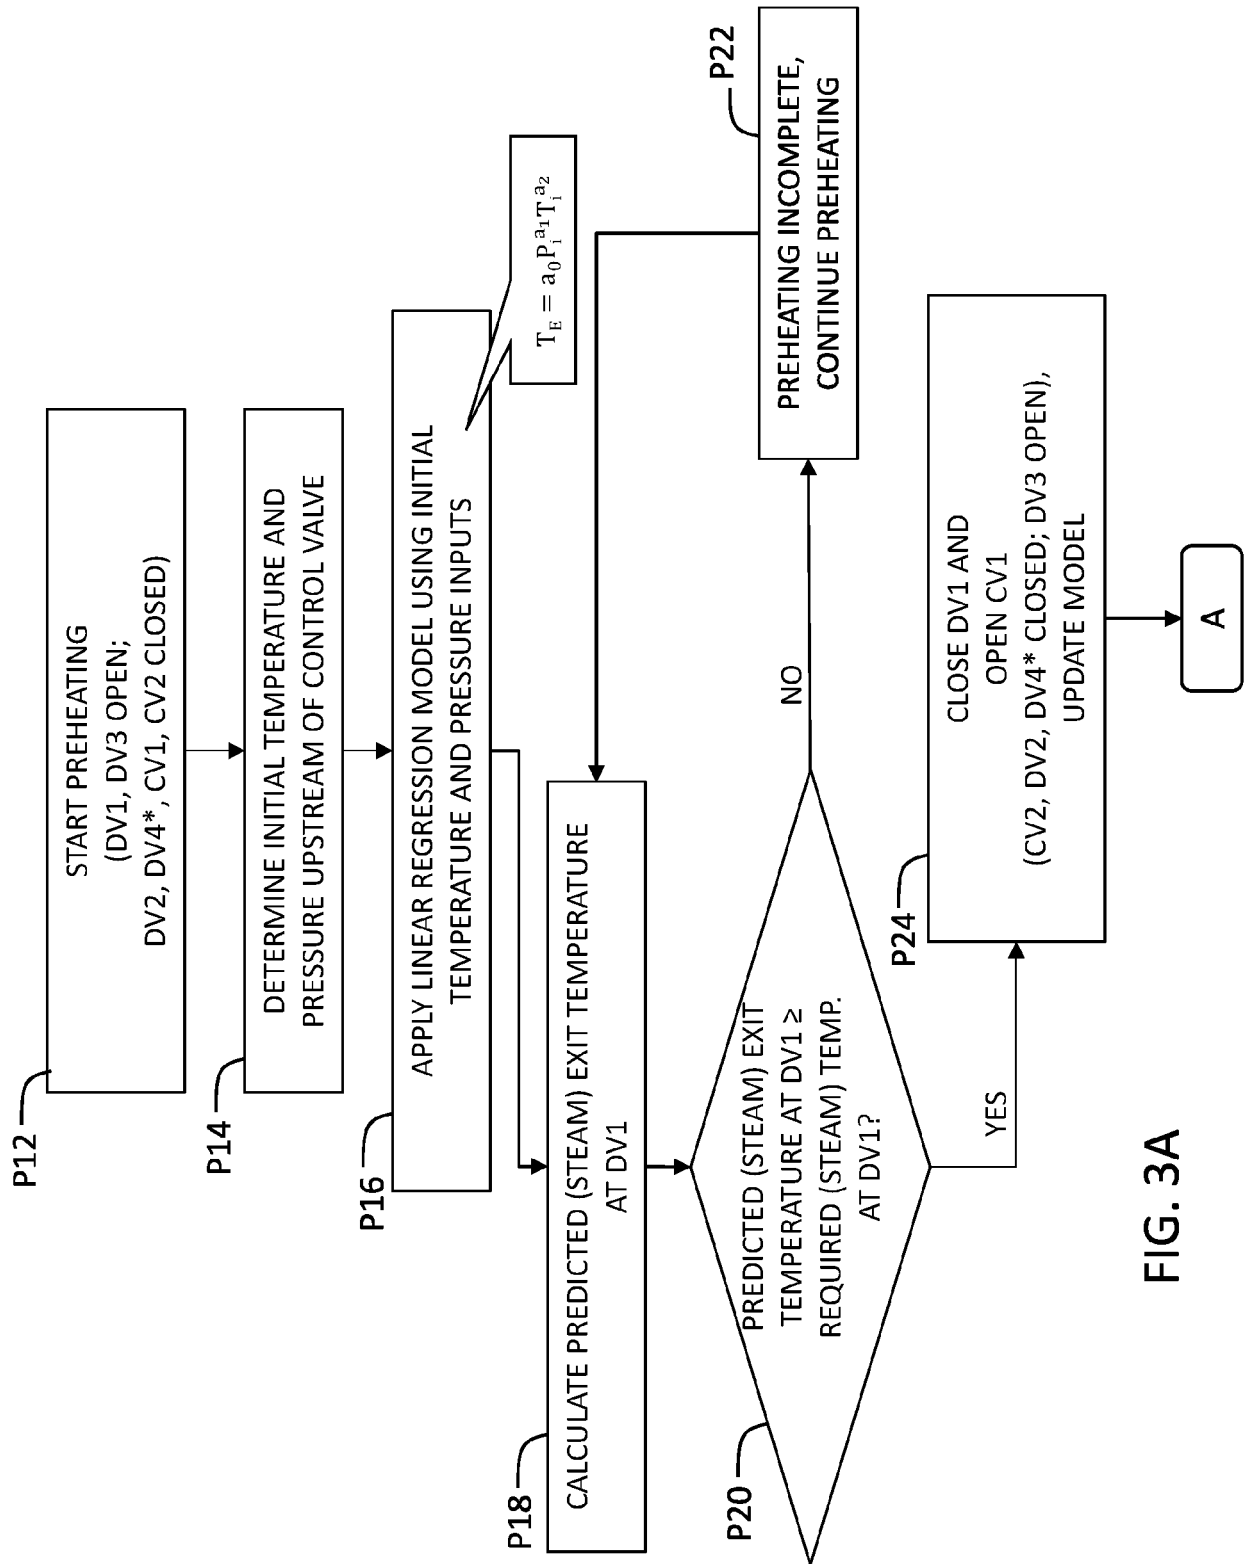 P12
START PREHEATING
(DV1, DV3 OPEN;
DV2, DV4*, CV1, CV2 CLOSED)
P14
DETERMINE INITIAL TEMPERATURE AND
PRESSURE UPSTREAM OF CONTROL VALVE
P16
APPLY LINEAR REGRESSION MODEL USING INITIAL
TEMPERATURE AND PRESSURE INPUTS
T_E = a_0P_i^{a_1}T_i^{a_2}
P18
CALCULATE PREDICTED (STEAM) EXIT TEMPERATURE
AT DV1
P20
PREDICTED (STEAM) EXIT
TEMPERATURE AT DV1 ≥
REQUIRED (STEAM) TEMP.
AT DV1?
NO
P22
PREHEATING INCOMPLETE,
CONTINUE PREHEATING
YES
P24
CLOSE DV1 AND
OPEN CV1
(CV2, DV2, DV4* CLOSED; DV3 OPEN),
UPDATE MODEL
A
FIG. 3A